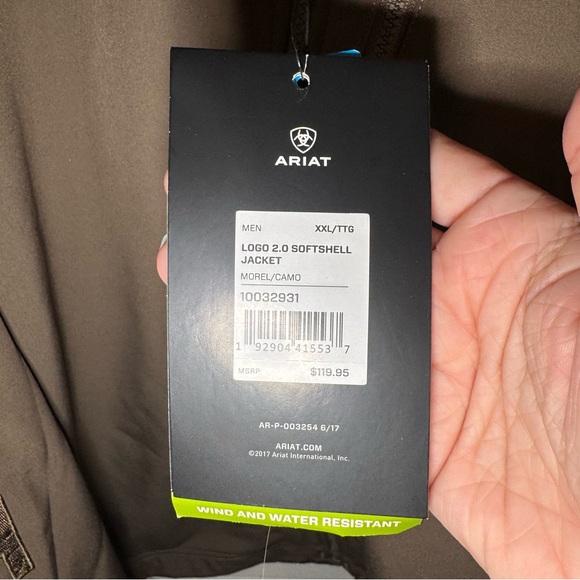 ARIAT
MEN XXL/TTG
LOGO 2.0 SOFTSHELL
JACKET
MOREL/CAMO
10032931
1 92904 41553 7
MSRP $119.95
AR-P-003254 6/17
ARIAT.COM
©2017 Ariat International, Inc.
WIND AND WATER RESISTANT